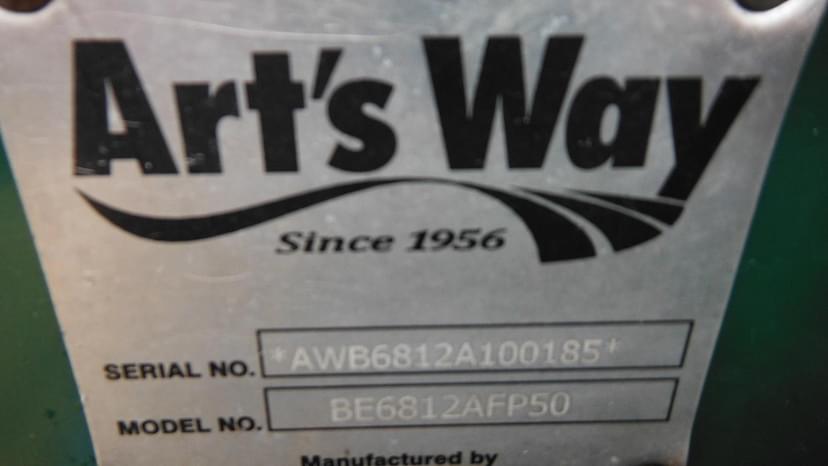 Art's Way
Since 1956
SERIAL NO. *AWB6812A100185*
MODEL NO. BE6812AFP50
Manufactured by